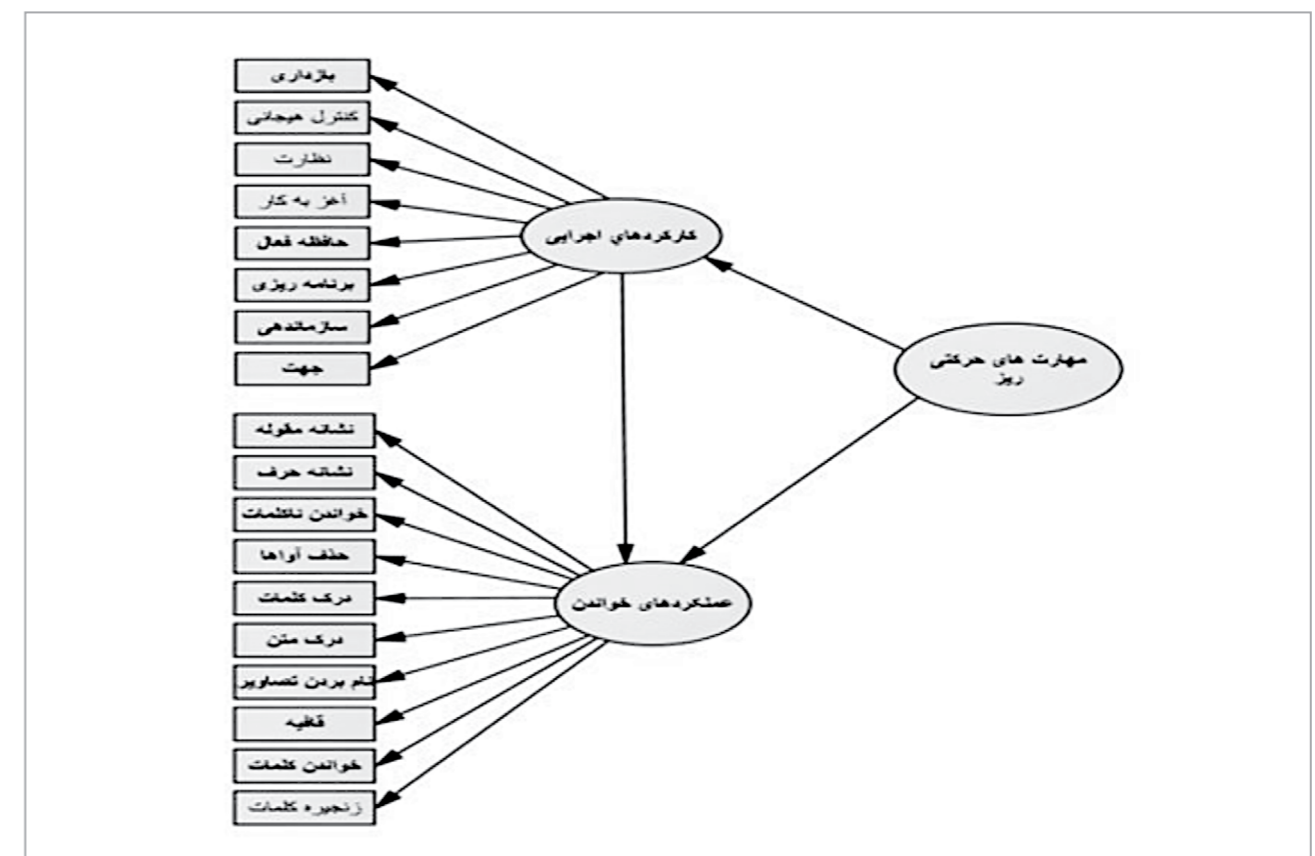 بازداری
کنترل هیجانی
نظارت
آغز به کار
حافظه فعال
برنامه ریزی
سازماندهی
جهت
کارکردهای اجرایی
مهارت های حرکتی
ریز
نشانه مقوله
نشانه حرف
خواندن ناکلمات
حذف آواها
درک کلمات
درک متن
نام بردن تصاویر
قافیه
خواندن کلمات
زنجیره کلمات
عملکردهای خواندن